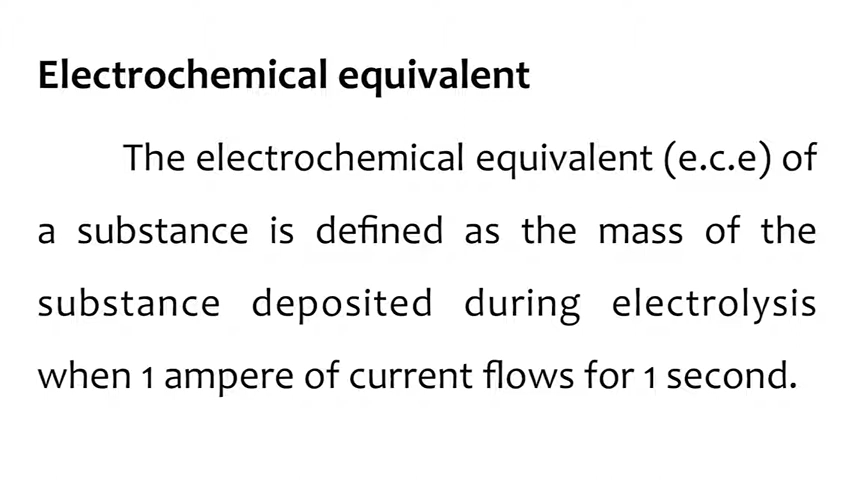 Electrochemical equivalent
The electrochemical equivalent (e.c.e) of
a substance is defined as the mass of the
substance deposited during electrolysis
when 1 ampere of current flows for 1 second.